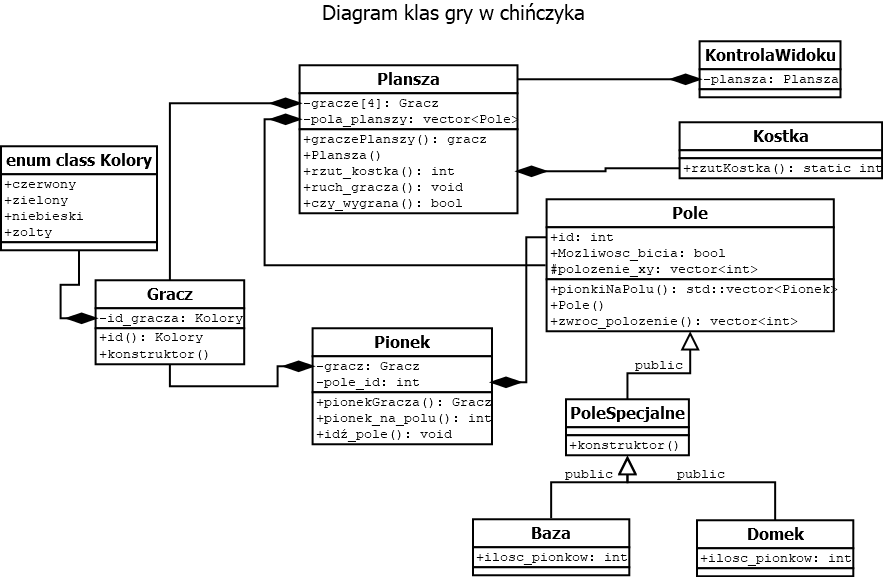 Diagram klas gry w chińczyka
KontrolaWidoku
-plansza: Plansza
Plansza
-gracze[4]: Gracz
-pola_planszy: vector<Pole>
+graczePlanszy(): gracz
+Plansza()
+rzut_kostka(): int
+ruch_gracza(): void
+czy_wygrana(): bool
Kostka
+rzutKostka(): static int
enum class Kolory
+czerwony
+zielony
+niebieski
+zolty
Pole
+id: int
+Mozliwosc_bicia: bool
#polozenie_xy: vector<int>
+pionkiNaPolu(): std::vector<Pionek>
+Pole()
+zwroc_polozenie(): vector<int>
Gracz
-id_gracza: Kolory
+id(): Kolory
+konstruktor()
Pionek
-gracz: Gracz
-pole_id: int
+pionekGracza(): Gracz
+pionek_na_polu(): int
+idź_pole(): void
public
PoleSpecjalne
+konstruktor()
public
public
Baza
+ilosc_pionkow: int
Domek
+ilosc_pionkow: int